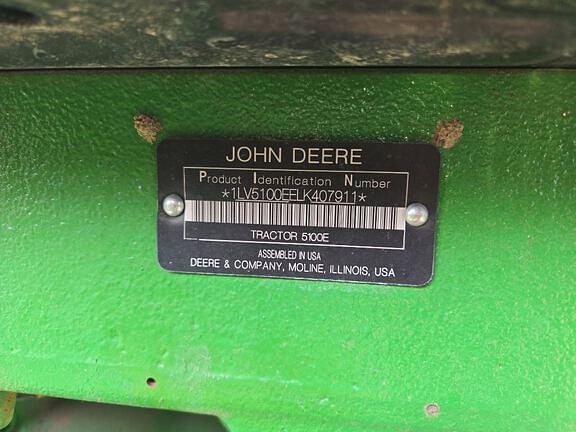 JOHN DEERE
Product Identification Number
*1LV5100EELK407911*
TRACTOR 5100E
ASSEMBLED IN USA
DEERE & COMPANY, MOLINE, ILLINOIS, USA